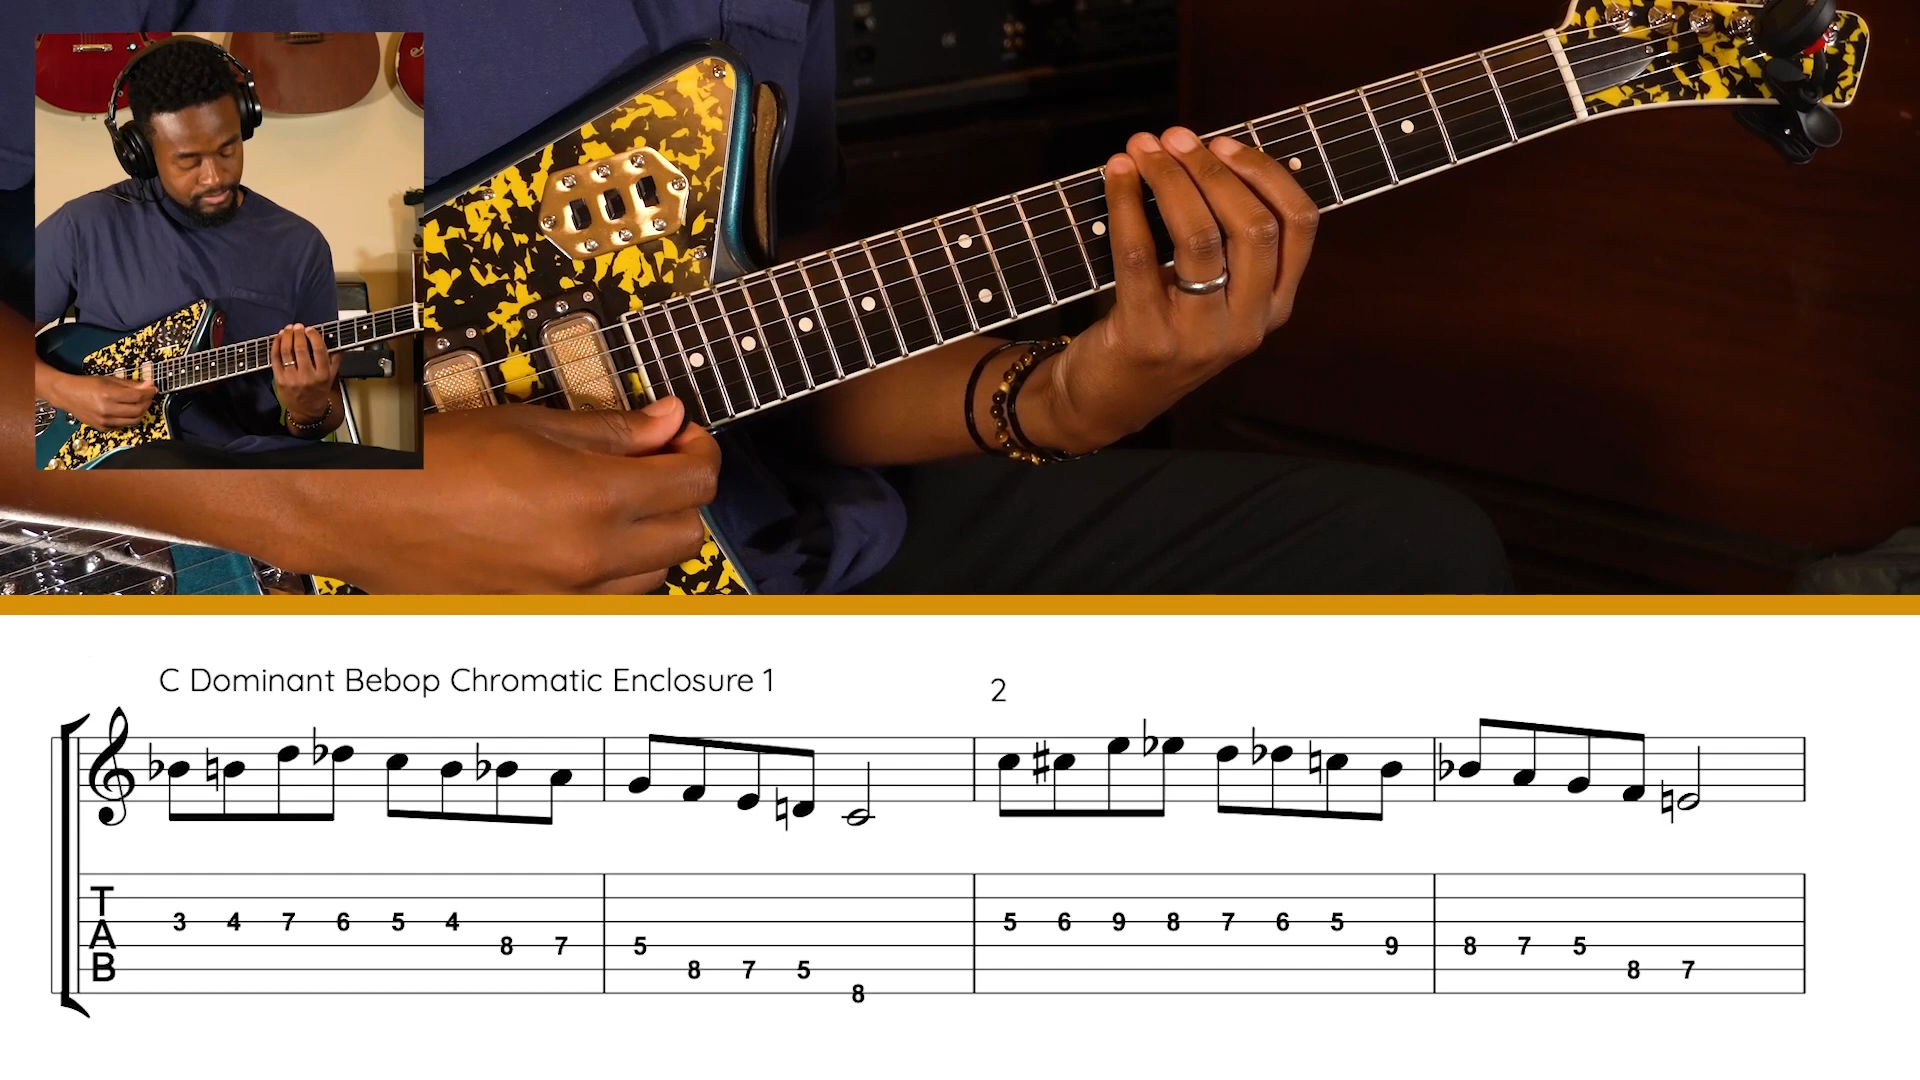 C Dominant Bebop Chromatic Enclosure 1
2
T
A
B
3 4 7 6 5 4 5 6 9 8 7 6 5
8 7 5 9 8 7 5
8 7 5 8 7
8